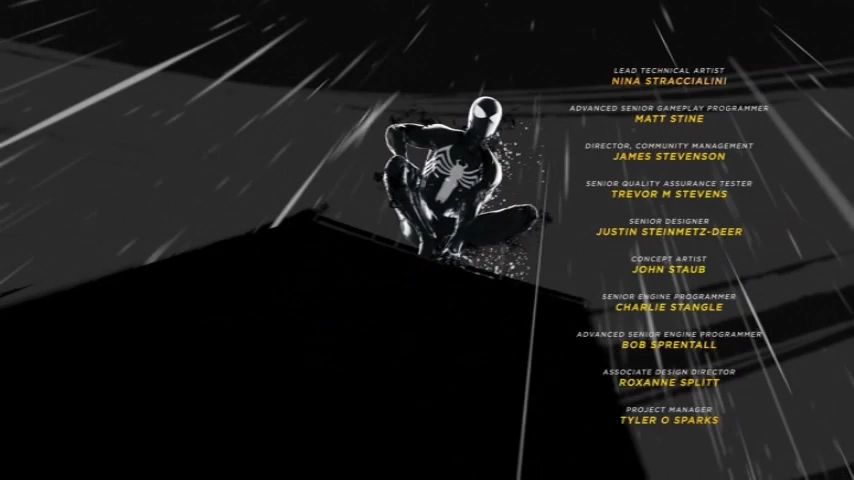 LEAD TECHNICAL ARTIST
NINA STRACCIALINI
ADVANCED SENIOR GAMEPLAY PROGRAMMER
MATT STINE
DIRECTOR, COMMUNITY MANAGEMENT
JAMES STEVENSON
SENIOR QUALITY ASSURANCE TESTER
TREVOR M STEVENS
SENIOR DESIGNER
JUSTIN STEINMETZ-DEER
CONCEPT ARTIST
JOHN STAUB
SENIOR ENGINE PROGRAMMER
CHARLIE STANGLE
ADVANCED SENIOR ENGINE PROGRAMMER
BOB SPRENTALL
ASSOCIATE DESIGN DIRECTOR
ROXANNE SPLITT
PROJECT MANAGER
TYLER O SPARKS